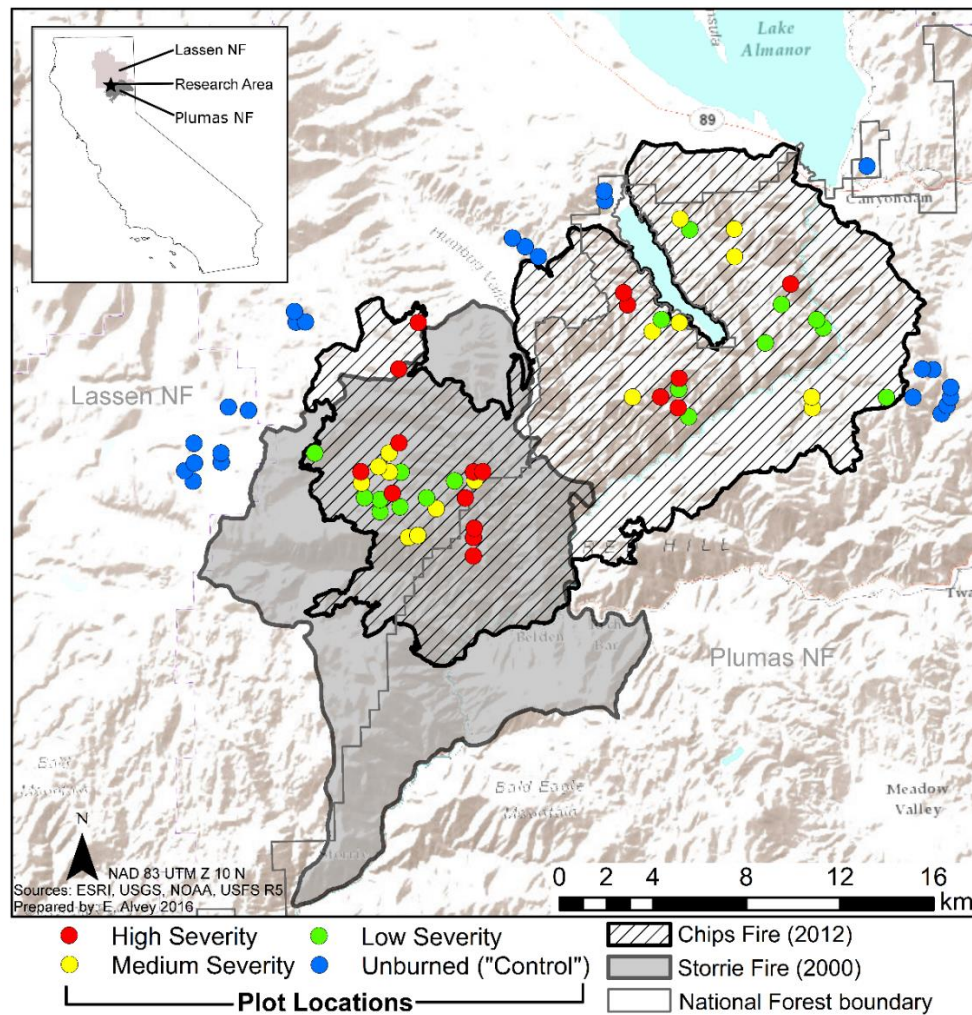 Lassen NF
Research Area
Plumas NF
Lake
Almanor
89
Canyondam
Lassen NF
HILL
Belden
Plumas NF
Bald Eagle
Mountain
Meadow
Valley
N
NAD 83 UTM Z 10 N
Sources: ESRI, USGS, NOAA, USFS R5
Prepared by: E. Alvey 2016
0 2 4 8 12 16
km
High Severity
Medium Severity
Low Severity
Unburned ("Control")
Plot Locations
Chips Fire (2012)
Storrie Fire (2000)
National Forest boundary